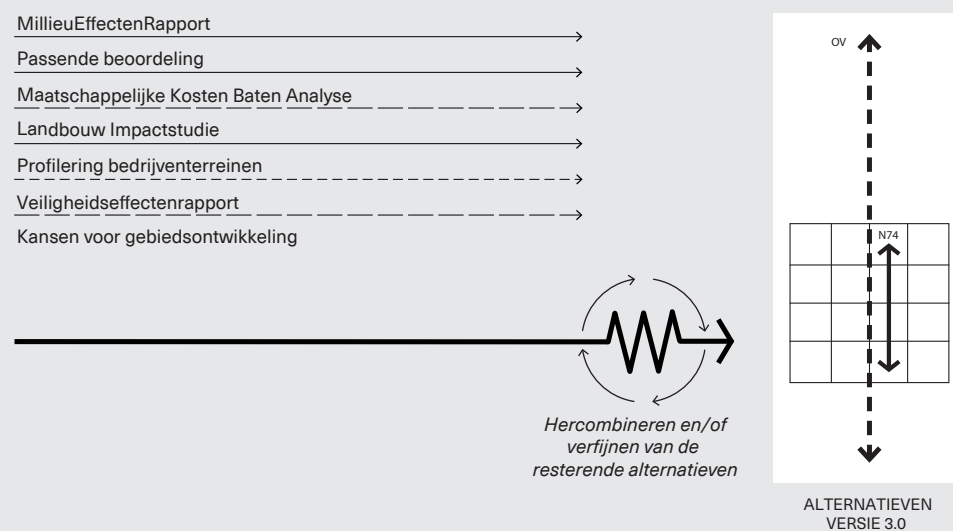 MillieuEffectenRapport
Passende beoordeling
Maatschappelijke Kosten Baten Analyse
Landbouw Impactstudie
Profilering bedrijventerreinen
Veiligheidseffectenrapport
Kansen voor gebiedsontwikkeling
Hercombineren en/of
verfijnen van de
resterende alternatieven
OV
N74
ALTERNATIEVEN
VERSIE 3.0